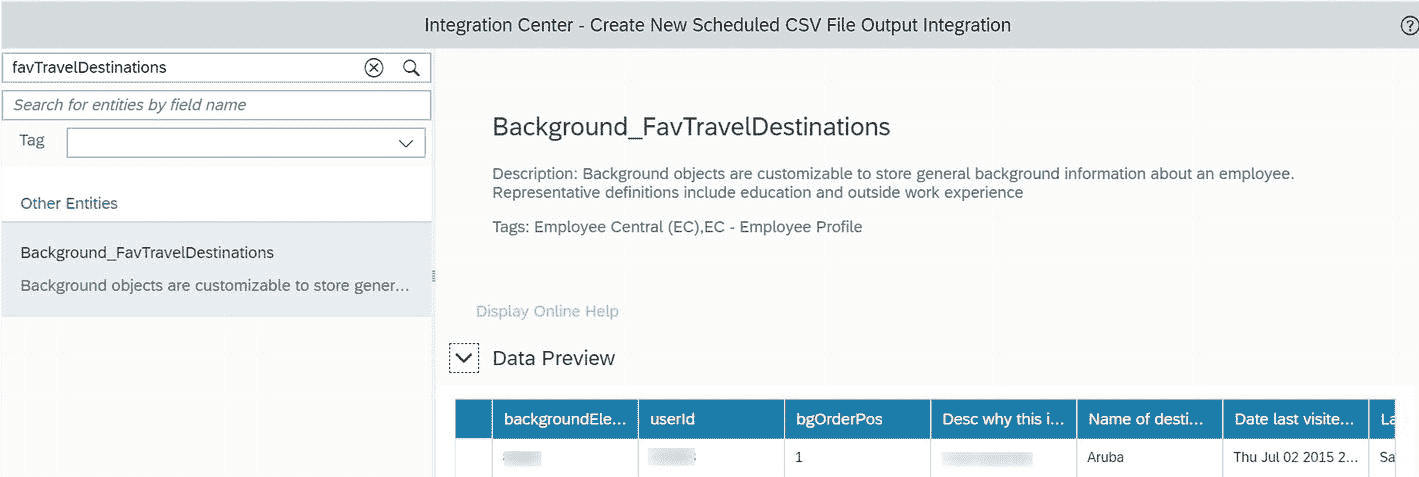 Integration Center - Create New Scheduled CSV File Output Integration
favTravelDestinations
Search for entities by field name
Tag
Other Entities
Background_FavTravelDestinations
Background objects are customizable to store gener...
Background_FavTravelDestinations
Description: Background objects are customizable to store general background information about an employee.
Representative definitions include education and outside work experience
Tags: Employee Central (EC),EC - Employee Profile
Display Online Help
Data Preview
backgroundEle... userId bgOrderPos Desc why this i... Name of desti... Date last visite... La
1 Aruba Thu Jul 02 2015 2... Sa